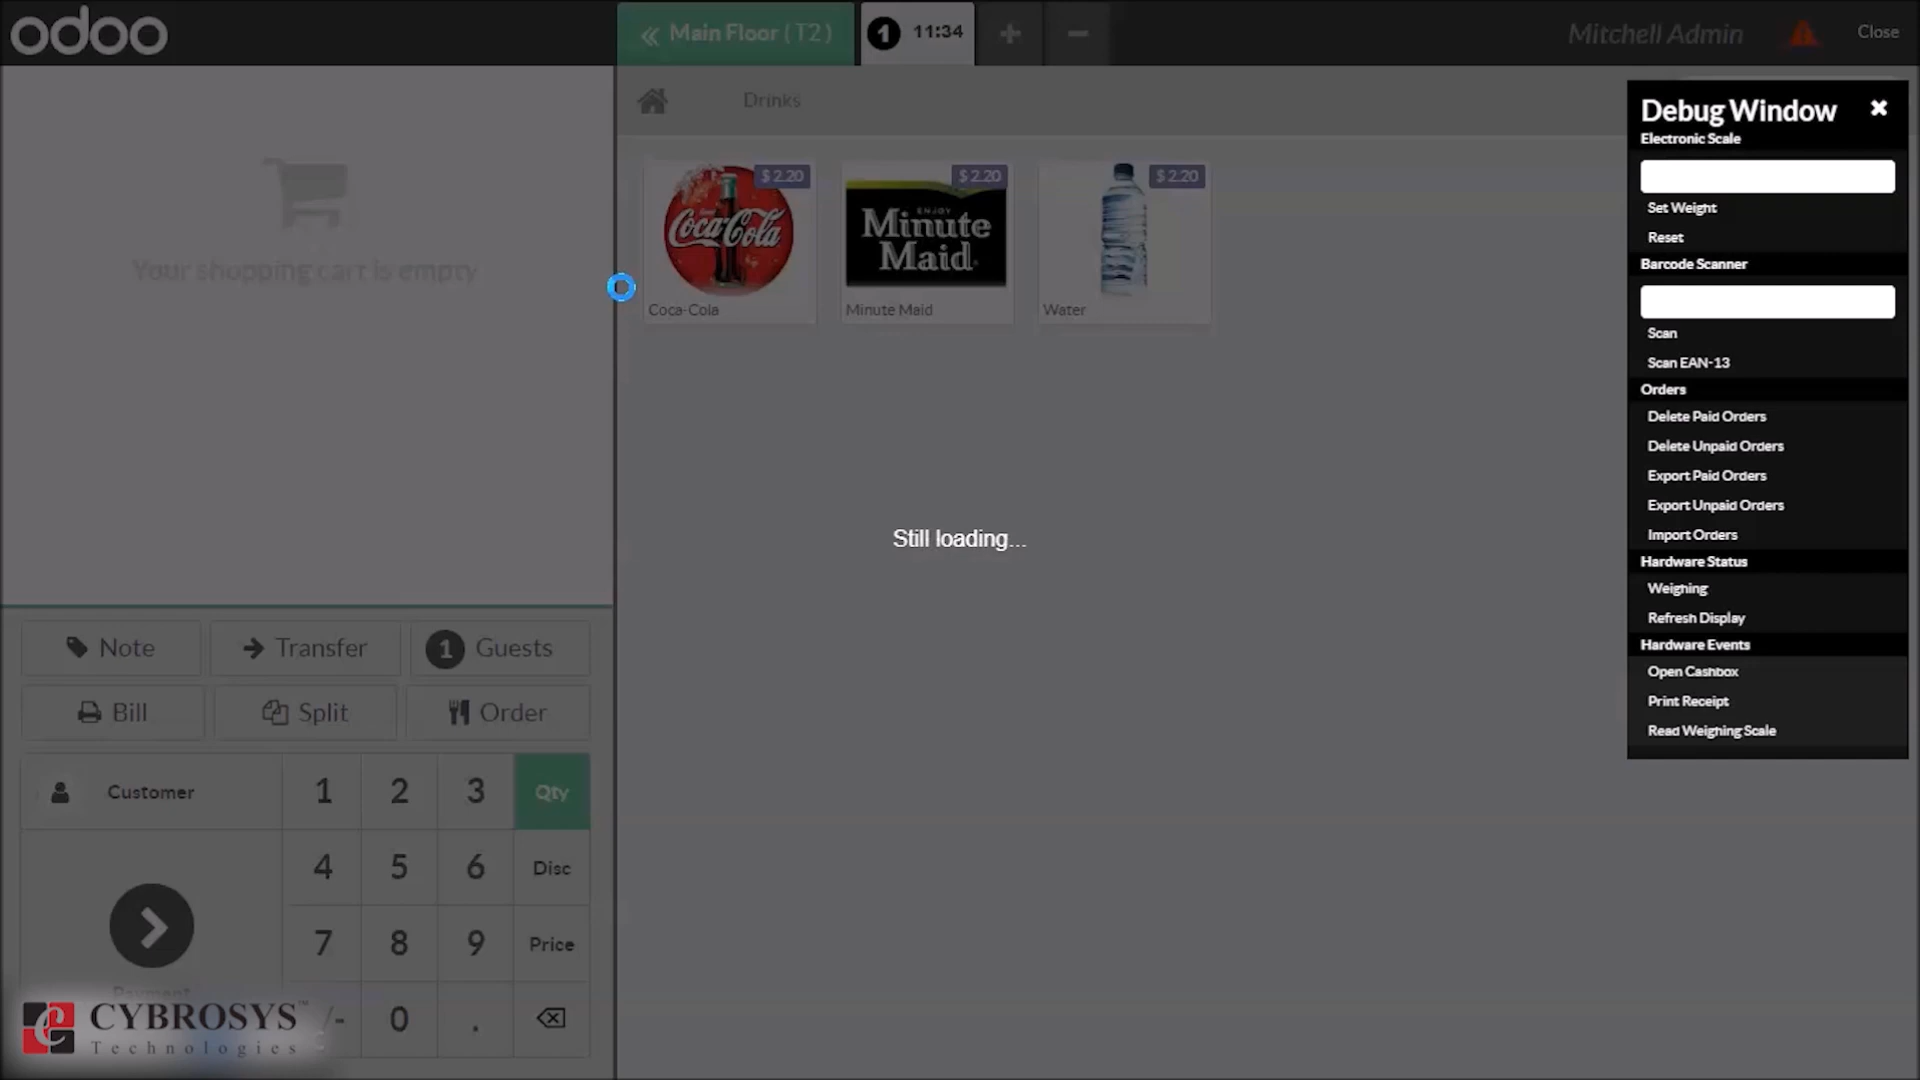 odoo
Main Floor ( T2 )
1 11:34
Mitchell Admin
Close
Drinks
Your shopping cart is empty
$ 2.20
Coca-Cola
Coca-Cola
$ 2.20
ENJOY
Minute
Maid
Minute Maid
$ 2.20
Water
Still loading...
Note
Transfer
1 Guests
Bill
Split
Order
Customer
1 2 3 Qty
4 5 6 Disc
7 8 9 Price
Payment
+/- 0 .
CYBROSYS™
Technologies
Debug Window
Electronic Scale
Set Weight
Reset
Barcode Scanner
Scan
Scan EAN-13
Orders
Delete Paid Orders
Delete Unpaid Orders
Export Paid Orders
Export Unpaid Orders
Import Orders
Hardware Status
Weighing
Refresh Display
Hardware Events
Open Cashbox
Print Receipt
Read Weighing Scale